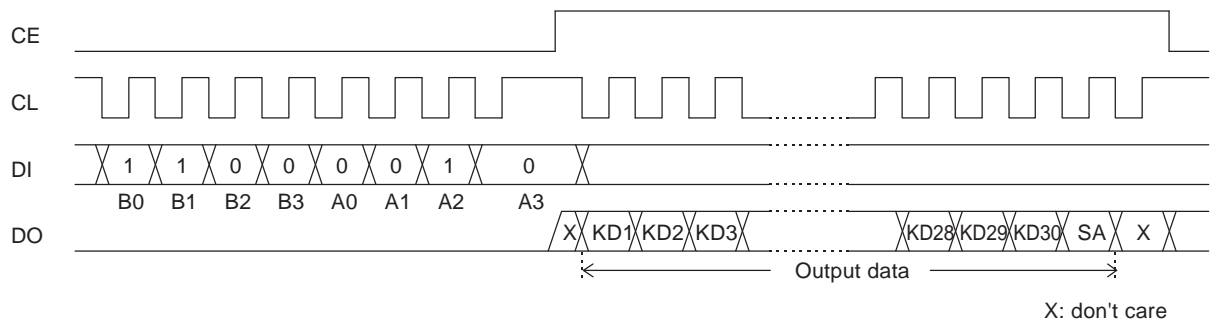 CE
CL
DI 1 1 0 0 0 0 1 0
B0 B1 B2 B3 A0 A1 A2 A3
DO X KD1 KD2 KD3 KD28 KD29 KD30 SA X
Output data
X: don't care